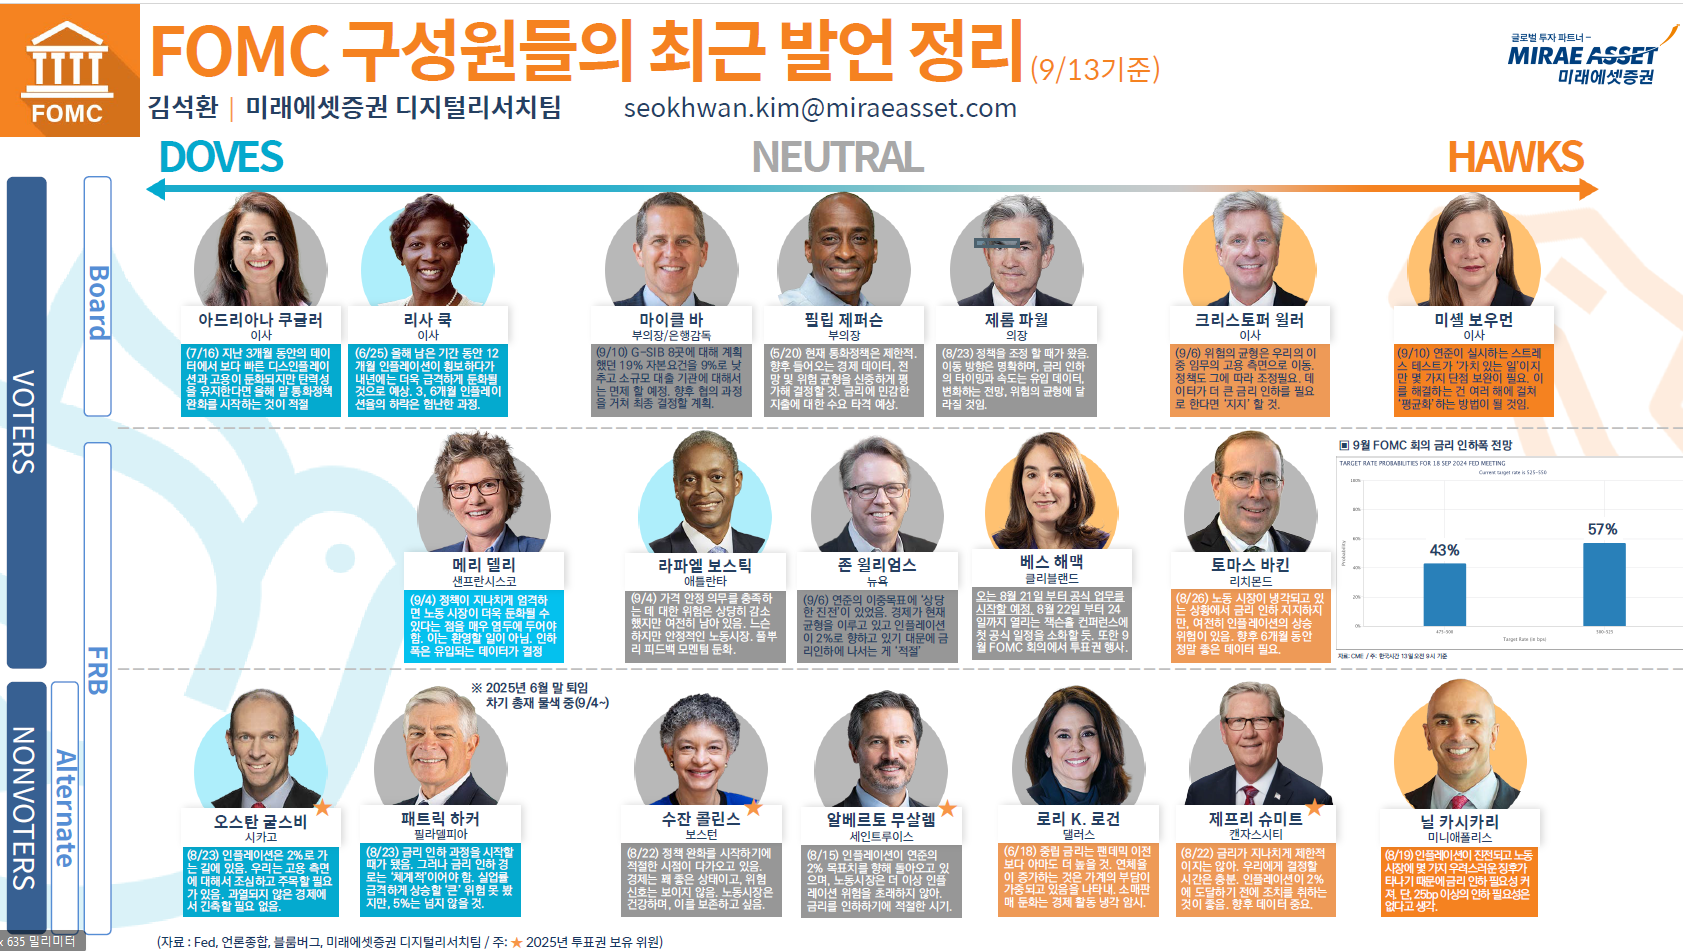 FOMC 구성원들의 최근 발언 정리 (9/13기준)
글로벌 투자 파트너 –
MIRAE ASSET
미래에셋증권
FOMC
김석환 | 미래에셋증권 디지털리서치팀 seokhwan.kim@miraeasset.com
DOVES NEUTRAL HAWKS
VOTERS
Board
아드리아나 쿠글러
이사
(7/16) 지난 3개월 동안의 데이
터에서 보다 빠른 디스인플레이
션과 고용이 둔화되지만 탄력성
을 유지한다면 올해 말 통화정책
완화를 시작하는 것이 적절
리사 쿡
이사
(6/25) 올해 남은 기간 동안 12
개월 인플레이션이 횡보하다가
내년에는 더욱 급격하게 둔화될
것으로 예상. 3, 6개월 인플레이
션율의 하락은 험난한 과정.
마이클 바
부의장/은행감독
(9/10) G-SIB 8곳에 대해 계획
했던 19% 자본요건을 9%로 낮
추고 소규모 대출 기관에 대해서
는 면제 할 예정. 향후 협의 과정
을 거쳐 최종 결정할 계획.
필립 제퍼슨
부의장
(5/20) 현재 통화정책은 제한적.
향후 들어오는 경제 데이터, 전
망 및 위험 균형을 신중하게 평
가해 결정할 것. 금리에 민감한
지출에 대한 수요 타격 예상.
제롬 파월
의장
(8/23) 정책을 조정 할 때가 왔음.
이동 방향은 명확하며, 금리 인하
의 타이밍과 속도는 유입 데이터,
변화하는 전망, 위험의 균형에 달
라질 것임.
크리스토퍼 월러
이사
(9/6) 위험의 균형은 우리의 이
중 임무의 고용 측면으로 이동.
정책도 그에 따라 조정필요. 데
이터가 더 큰 금리 인하를 필요
로 한다면 '지지' 할 것.
미셸 보우먼
이사
(9/10) 연준이 실시하는 스트레
스 테스트가 '가치 있는 일'이지
만 몇 가지 단점 보완이 필요. 이
를 해결하는 건 여러 해에 걸쳐
'평균화'하는 방법이 될 것임.
FRB
메리 델리
샌프란시스코
(9/4) 정책이 지나치게 엄격하
면 노동 시장이 더욱 둔화될 수
있다는 점을 매우 염두에 두어야
함. 이는 환영할 일이 아님. 인하
폭은 유입되는 데이터가 결정
라파엘 보스틱
애틀란타
(9/4) 가격 안정 의무를 충족하
는 데 대한 위험은 상당히 감소
했지만 여전히 남아 있음. 느슨
하지만 안정적인 노동시장. 풀뿌
리 피드백 모멘텀 둔화.
존 윌리엄스
뉴욕
(9/6) 연준의 이중목표에 '상당
한 진전'이 있었음. 경제가 현재
균형을 이루고 있고 인플레이션
이 2%로 향하고 있기 대문에 금
리인하에 나서는 게 '적절'
베스 해맥
클리블랜드
오는 8월 21일 부터 공식 업무를
시작할 예정. 8월 22일 부터 24
일까지 열리는 잭슨홀 컨퍼런스에
첫 공식 일정을 소화할 듯. 또한 9
월 FOMC 회의에서 투표권 행사.
토마스 바킨
리치몬드
(8/26) 노동 시장이 냉각되고 있
는 상황에서 금리 인하 지지하지
만, 여전히 인플레이션의 상승
위험이 있음. 향후 6개월 동안
정말 좋은 데이터 필요.
▣ 9월 FOMC 회의 금리 인하폭 전망
TARGET RATE PROBABILITIES FOR 18 SEP 2024 FED MEETING
Current target rate is 525-550
Probability
100%
80%
60%
40%
20%
0%
43%
57%
475-500
500-525
Target Rate (in bps)
자료: CME / 주: 한국시간 13일 오전 9시 기준
NONVOTERS
Alternate
오스탄 굴스비
시카고
(8/23) 인플레이션은 2%로 가
는 길에 있음. 우리는 고용 측면
에 대해서 조심하고 주목할 필요
가 있음. 과열되지 않은 경제에
서 긴축할 필요 없음.
※ 2025년 6월 말 퇴임
차기 총재 물색 중(9/4~)
패트릭 하커
필라델피아
(8/23) 금리 인하 과정을 시작할
때가 됐음. 그러나 금리 인하 경
로는 '체계적'이어야 함. 실업률
급격하게 상승할 '큰' 위험 못 봤
지만, 5%는 넘지 않을 것.
수잔 콜린스
보스턴
(8/22) 정책 완화를 시작하기에
적절한 시점이 다가오고 있음.
경제는 꽤 좋은 상태이고, 위험
신호는 보이지 않음. 노동시장은
건강하며, 이를 보존하고 싶음.
알베르토 무살렘
세인트루이스
(8/15) 인플레이션이 연준의
2% 목표치를 향해 돌아오고 있
으며, 노동시장은 더 이상 인플
레이션 위험을 초래하지 않아.
금리를 인하하기에 적절한 시기.
로리 K. 로건
댈러스
(6/18) 중립 금리는 팬데믹 이전
보다 아마도 더 높을 것. 연체율
이 증가하는 것은 가계의 부담이
가중되고 있음을 나타내. 소매판
매 둔화는 경제 활동 냉각 암시.
제프리 슈미트
캔자스시티
(8/22) 금리가 지나치게 제한적
이지는 않아. 우리에게 결정할
시간은 충분. 인플레이션이 2%
에 도달하기 전에 조치를 취하는
것이 좋음. 향후 데이터 중요.
닐 카시카리
미니애폴리스
(8/19) 인플레이션이 진전되고 노동
시장에 몇 가지 우려스러운 징후가
타나기 때문에 금리 인하 필요성 커
져. 단, 25bp 이상의 인하 필요성은
없다고 생각.
x 635 밀리미터
(자료 : Fed, 언론종합, 블룸버그, 미래에셋증권 디지털리서치팀 / 주: ★ 2025년 투표권 보유 위원)